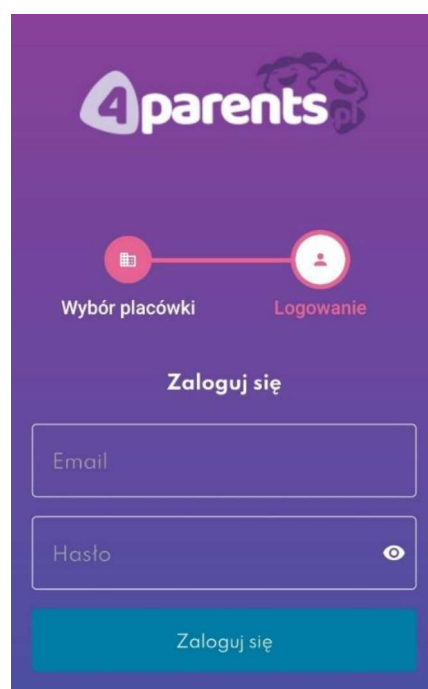 4parents.pl
Wybór placówki
Logowanie
Zaloguj się
Email
Hasło
Zaloguj się